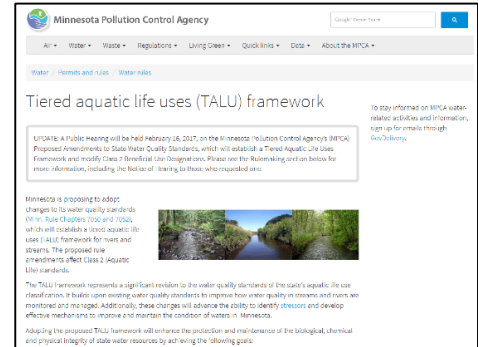 Minnesota Pollution Control Agency
Google™ Custom Search
Air Water Waste Regulations Living Green Quick links Data About the MPCA
Water / Permits and rules / Water rules
Tiered aquatic life uses (TALU) framework
To stay informed on MPCA water-
related activities and information,
sign up for emails through
GovDelivery.
UPDATE: A Public Hearing will be held February 16, 2017, on the Minnesota Pollution Control Agency's (MPCA)
Proposed Amendments to State Water Quality Standards, which will establish a Tiered Aquatic Life Uses
Framework and modify Class 2 Beneficial Use Designations. Please see the Rulemaking section below for
more information, including the Notice of Hearing to those who requested one.
Minnesota is proposing to adopt
changes to its water quality standards
(Minn. Rule Chapters 7050 and 7052),
which will establish a tiered aquatic life
uses (TALU) framework for rivers and
streams. The proposed rule
amendments affect Class 2 (Aquatic
Life) standards.
The TALU framework represents a significant revision to the water quality standards of the state's aquatic life use
classification. It builds upon existing water quality standards to improve how water quality in streams and rivers are
monitored and managed. Additionally, these changes will advance the ability to identify stressors and develop
effective mechanisms to improve and maintain the condition of waters in Minnesota.
Adopting the proposed TALU framework will enhance the protection and maintenance of the biological, chemical
and physical integrity of state water resources by achieving the following goals: